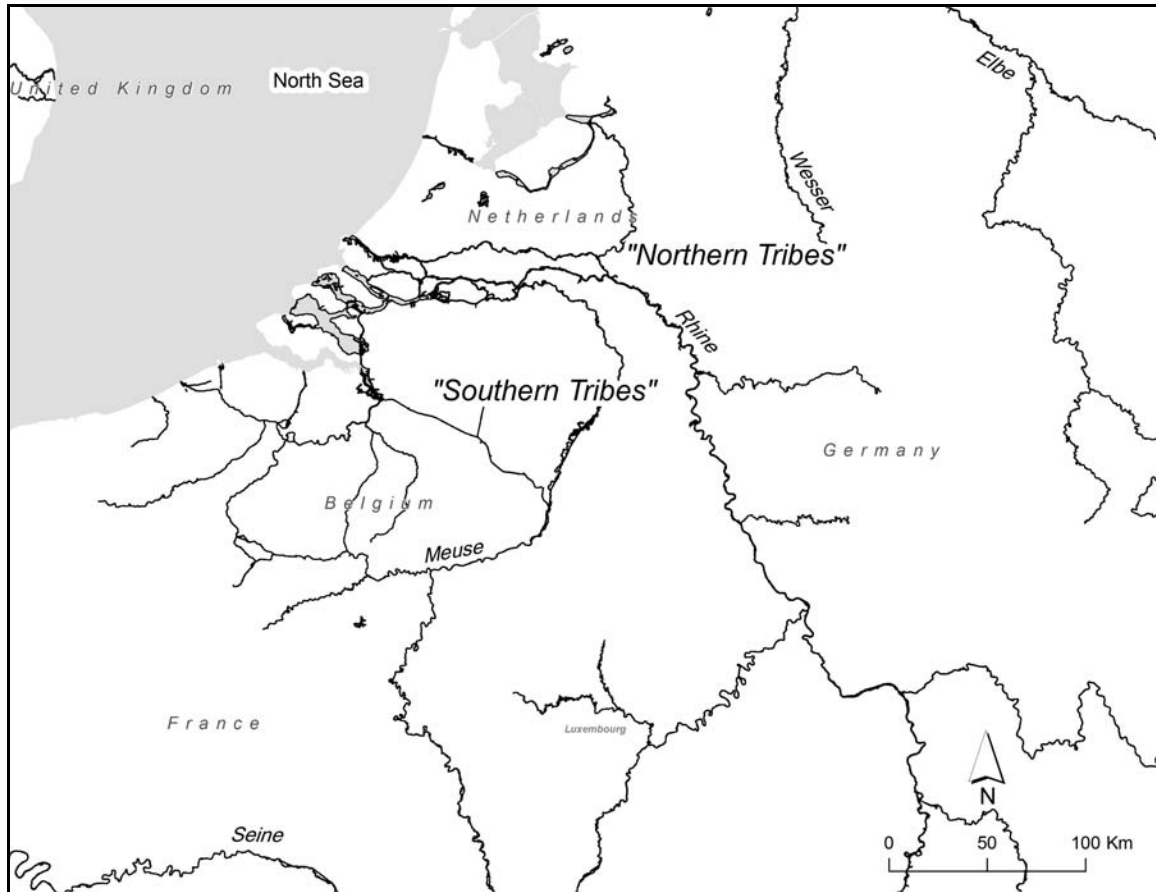 North Sea
United Kingdom
Elbe
Wesser
Netherlands
"Northern Tribes"
Rhine
"Southern Tribes"
Germany
Belgium
Meuse
France
Luxembourg
N
Seine
0 50 100 Km